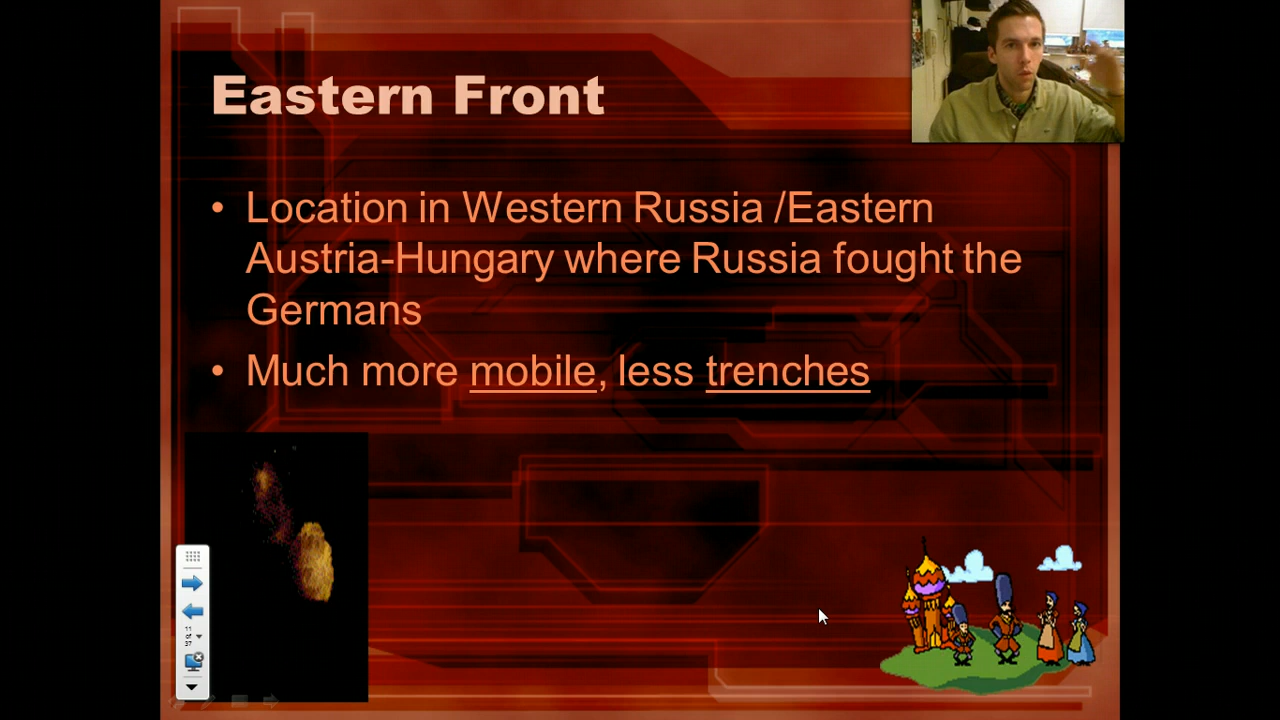 Eastern Front
• Location in Western Russia /Eastern
Austria-Hungary where Russia fought the
Germans
• Much more mobile, less trenches
11
of
37